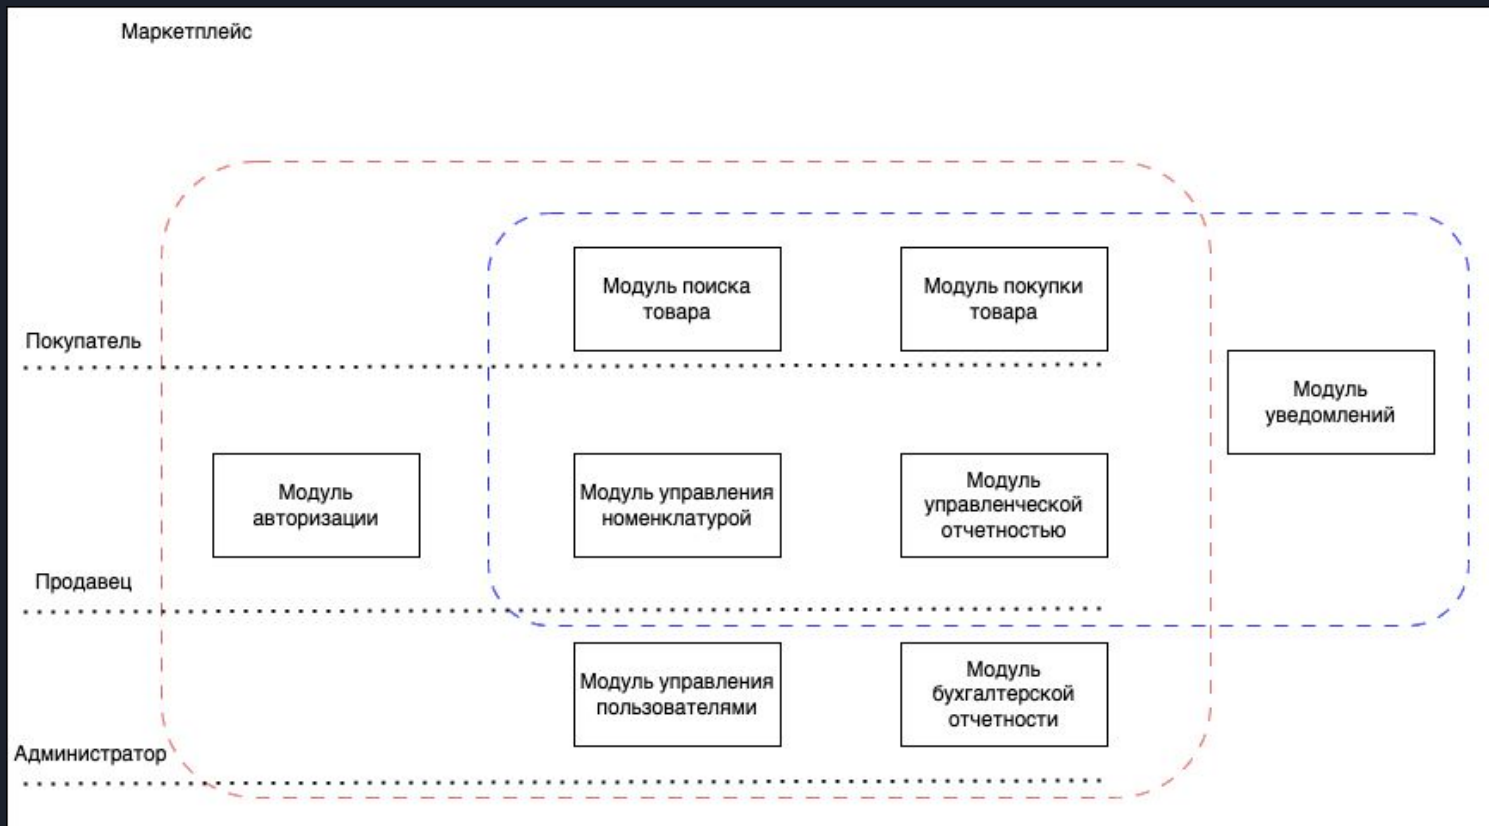 Маркетплейс
Модуль поиска
товара
Модуль покупки
товара
Покупатель
Модуль
уведомлений
Модуль
авторизации
Модуль управления
номенклатурой
Модуль
управленческой
отчетностью
Продавец
Модуль управления
пользователями
Модуль
бухгалтерской
отчетности
Администратор